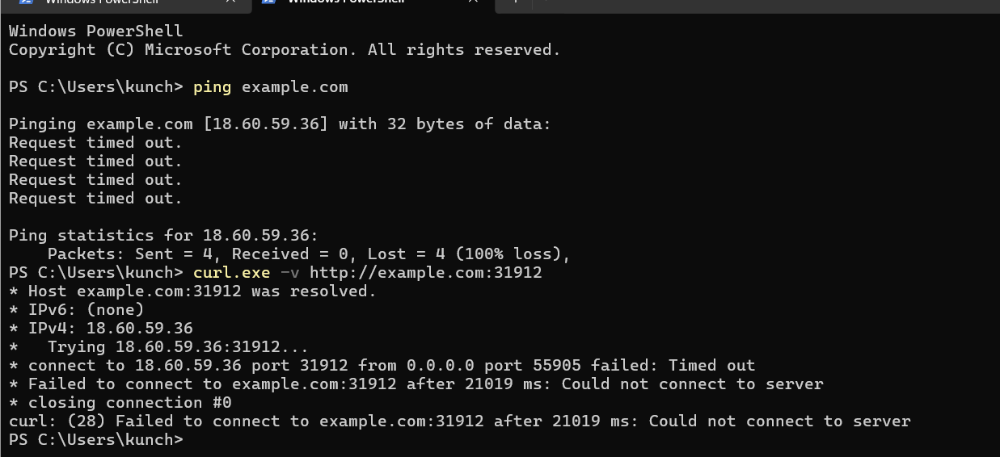 Windows PowerShell
Windows PowerShell
Windows PowerShell
Copyright (C) Microsoft Corporation. All rights reserved.
PS C:\Users\kunch> ping example.com
Pinging example.com [18.60.59.36] with 32 bytes of data:
Request timed out.
Request timed out.
Request timed out.
Request timed out.
Ping statistics for 18.60.59.36:
    Packets: Sent = 4, Received = 0, Lost = 4 (100% loss),
PS C:\Users\kunch> curl.exe -v http://example.com:31912
* Host example.com:31912 was resolved.
* IPv6: (none)
* IPv4: 18.60.59.36
*   Trying 18.60.59.36:31912...
* connect to 18.60.59.36 port 31912 from 0.0.0.0 port 55905 failed: Timed out
* Failed to connect to example.com:31912 after 21019 ms: Could not connect to server
* closing connection #0
curl: (28) Failed to connect to example.com:31912 after 21019 ms: Could not connect to server
PS C:\Users\kunch>